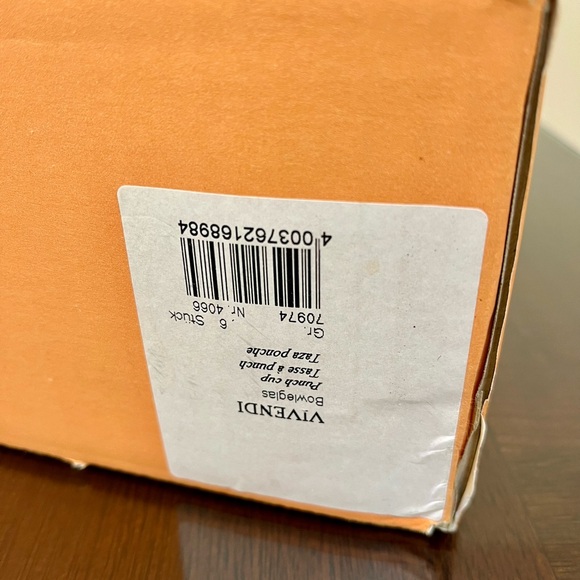 VIVENDI
Bowleglas
Punch cup
Tasse à punch
Taza ponche
Gr. . 6 Stück
70974 Nr. 4066
4 003762 168984